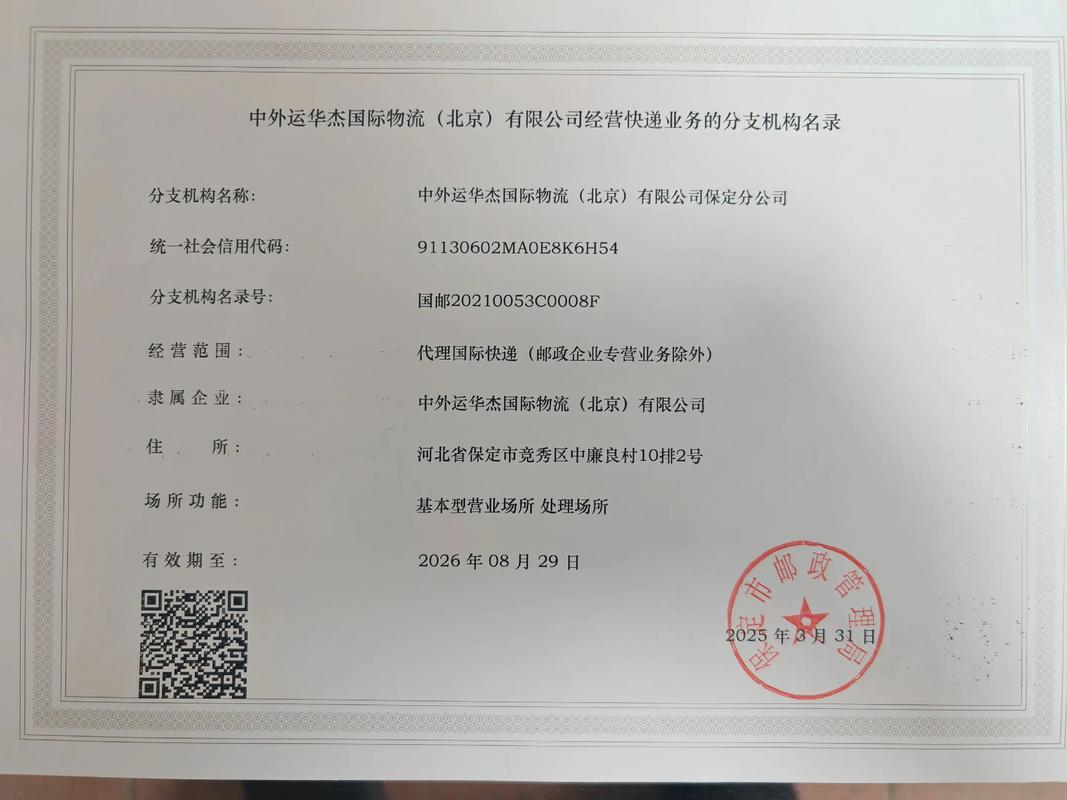 中外运华杰国际物流（北京）有限公司经营快递业务的分支机构名录
分支机构名称: 中外运华杰国际物流（北京）有限公司保定分公司
统一社会信用代码: 91130602MA0E8K6H54
分支机构名录号: 国邮20210053C0008F
经营范围: 代理国际快递（邮政企业专营业务除外）
隶属企业: 中外运华杰国际物流（北京）有限公司
住所: 河北省保定市竞秀区中廉良村10排2号
场所功能: 基本型营业场所 处理场所
有效期至: 2026 年 08 月 29 日
保定市邮政管理局
2025 年 3 月 31 日